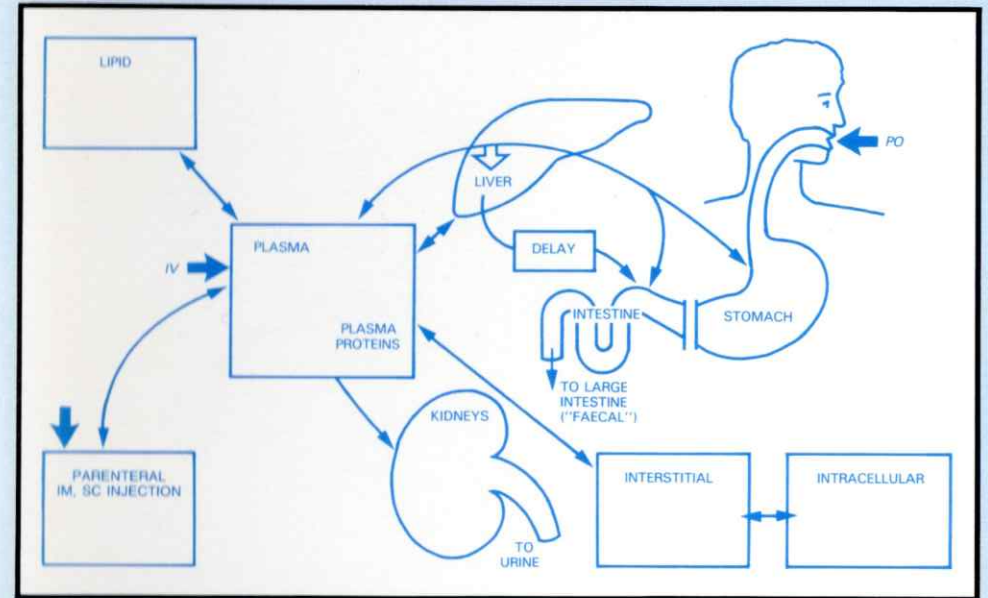 LIPID
PO
LIVER
PLASMA
DELAY
IV
INTESTINE
STOMACH
PLASMA
PROTEINS
TO LARGE
INTESTINE
("FAECAL")
KIDNEYS
PARENTERAL
IM, SC INJECTION
INTERSTITIAL
INTRACELLULAR
TO
URINE